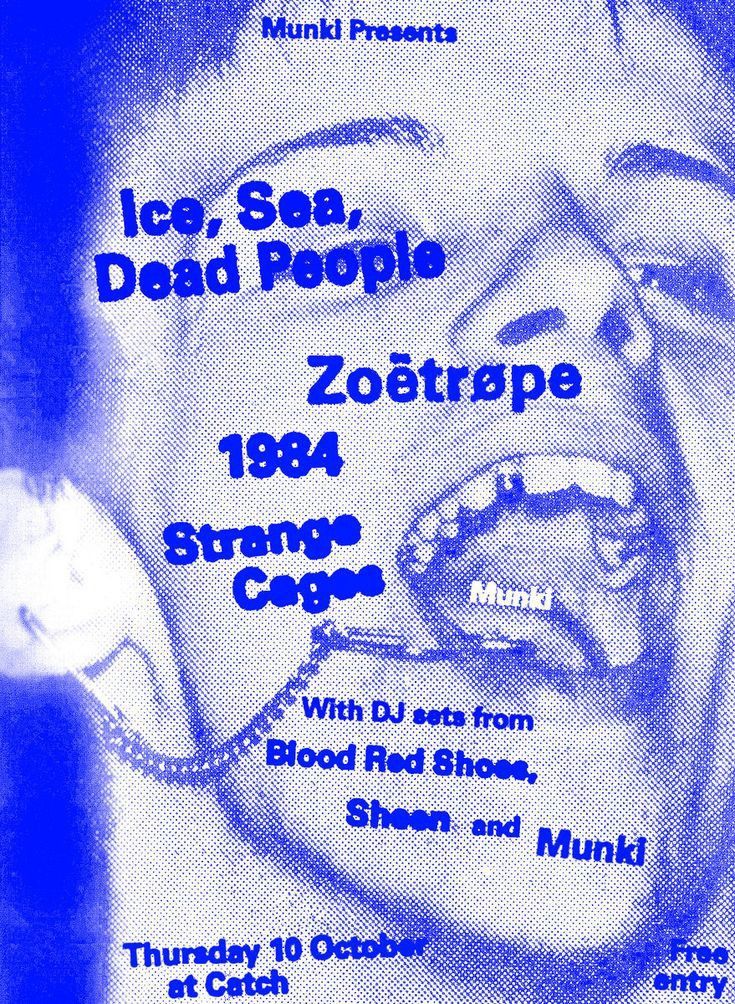 Munki Presents
Ice, Sea,
Dead People
Zoëtrøpe
1984
Strange
Cages
Munki
With DJ sets from
Blood Red Shoes,
Sheen and Munki
Thursday 10 October
at Catch
Free
entry